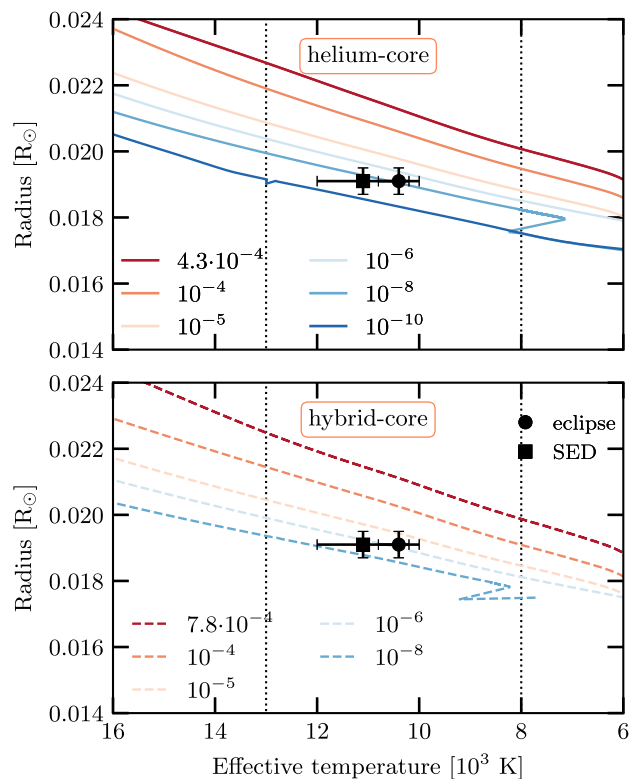 0.024
helium-core
0.022
0.020
0.018
0.016
0.014
Radius [R⊙]
4.3·10⁻⁴
10⁻⁴
10⁻⁵
10⁻⁶
10⁻⁸
10⁻¹⁰
0.024
hybrid-core
eclipse
SED
0.022
0.020
0.018
0.016
0.014
Radius [R⊙]
7.8·10⁻⁴
10⁻⁴
10⁻⁵
10⁻⁶
10⁻⁸
16 14 12 10 8 6
Effective temperature [10³ K]